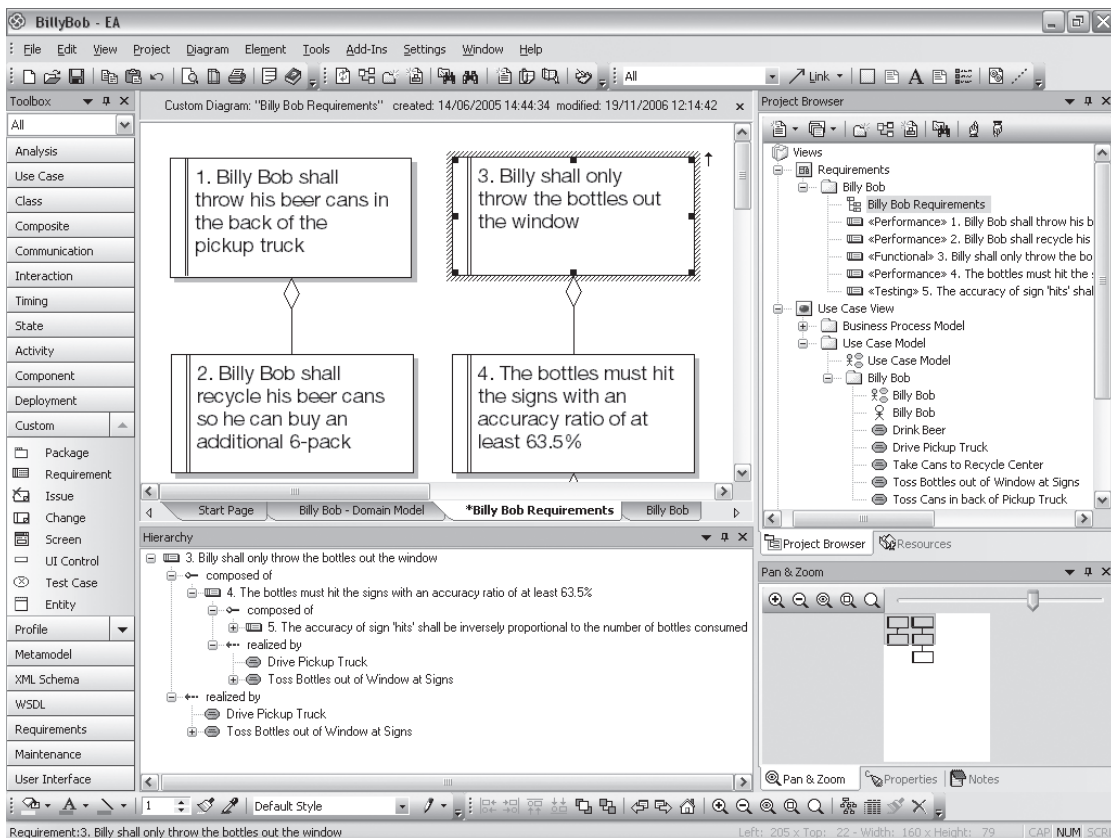 BillyBob - EA
File Edit View Project Diagram Element Tools Add-Ins Settings Window Help
All Link A
Toolbox
All
Analysis
Use Case
Class
Composite
Communication
Interaction
Timing
State
Activity
Component
Deployment
Custom
Package
Requirement
Issue
Change
Screen
UI Control
Test Case
Entity
Profile
Metamodel
XML Schema
WSDL
Requirements
Maintenance
User Interface
Custom Diagram: "Billy Bob Requirements" created: 14/06/2005 14:44:34 modified: 19/11/2006 12:14:42
1. Billy Bob shall
throw his beer cans in
the back of the
pickup truck
3. Billy shall only
throw the bottles out
the window
2. Billy Bob shall
recycle his beer cans
so he can buy an
additional 6-pack
4. The bottles must hit
the signs with an
accuracy ratio of at
least 63.5%
Start Page Billy Bob - Domain Model *Billy Bob Requirements Billy Bob
Hierarchy
3. Billy shall only throw the bottles out the window
composed of
4. The bottles must hit the signs with an accuracy ratio of at least 63.5%
composed of
5. The accuracy of sign 'hits' shall be inversely proportional to the number of bottles consumed
realized by
Drive Pickup Truck
Toss Bottles out of Window at Signs
realized by
Drive Pickup Truck
Toss Bottles out of Window at Signs
Project Browser
Views
Requirements
Billy Bob
Billy Bob Requirements
«Performance» 1. Billy Bob shall throw his b
«Performance» 2. Billy Bob shall recycle his
«Functional» 3. Billy shall only throw the bo
«Performance» 4. The bottles must hit the s
«Testing» 5. The accuracy of sign 'hits' shal
Use Case View
Business Process Model
Use Case Model
Use Case Model
Billy Bob
Billy Bob
Billy Bob
Drink Beer
Drive Pickup Truck
Take Cans to Recycle Center
Toss Bottles out of Window at Signs
Toss Cans in back of Pickup Truck
Project Browser Resources
Pan & Zoom
Pan & Zoom Properties Notes
A 1 Default Style
Requirement:3. Billy shall only throw the bottles out the window Left: 205 x Top: 22 - Width: 160 x Height: 79 CAP NUM SCRL